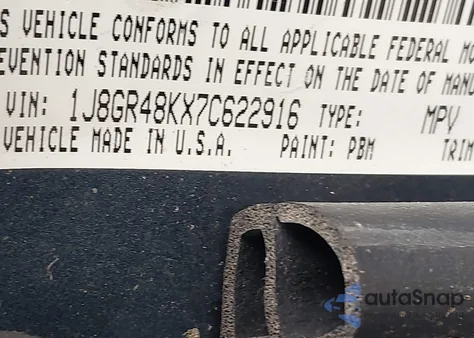 S VEHICLE CONFORMS TO ALL APPLICABLE FEDERAL MO
EVENTION STANDARDS IN EFFECT ON THE DATE OF MANU
VIN: 1J8GR48KX7C622916 TYPE: MPV
VEHICLE MADE IN U.S.A. PAINT: PBM TRIM
autoSnap